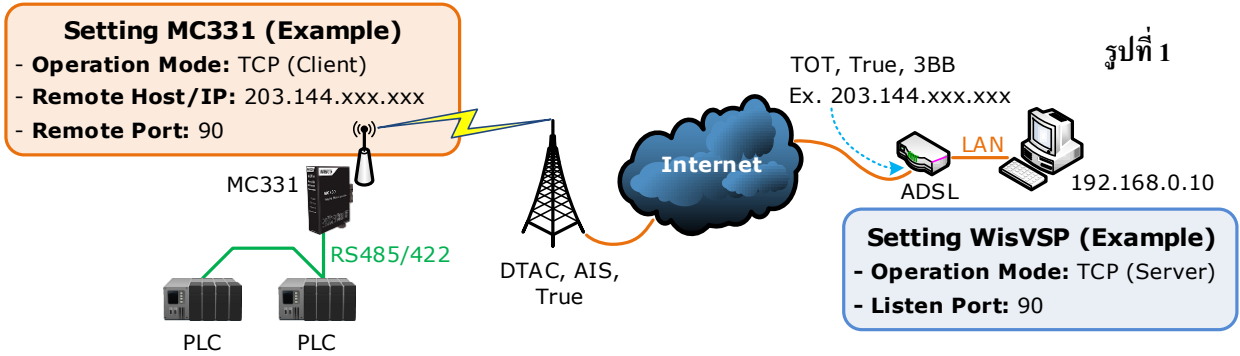 Setting MC331 (Example)
- Operation Mode: TCP (Client)
- Remote Host/IP: 203.144.xxx.xxx
- Remote Port: 90
รูปที่ 1
TOT, True, 3BB
Ex. 203.144.xxx.xxx
Internet
LAN
ADSL
192.168.0.10
MC331
RS485/422
PLC
PLC
DTAC, AIS,
True
Setting WisVSP (Example)
- Operation Mode: TCP (Server)
- Listen Port: 90